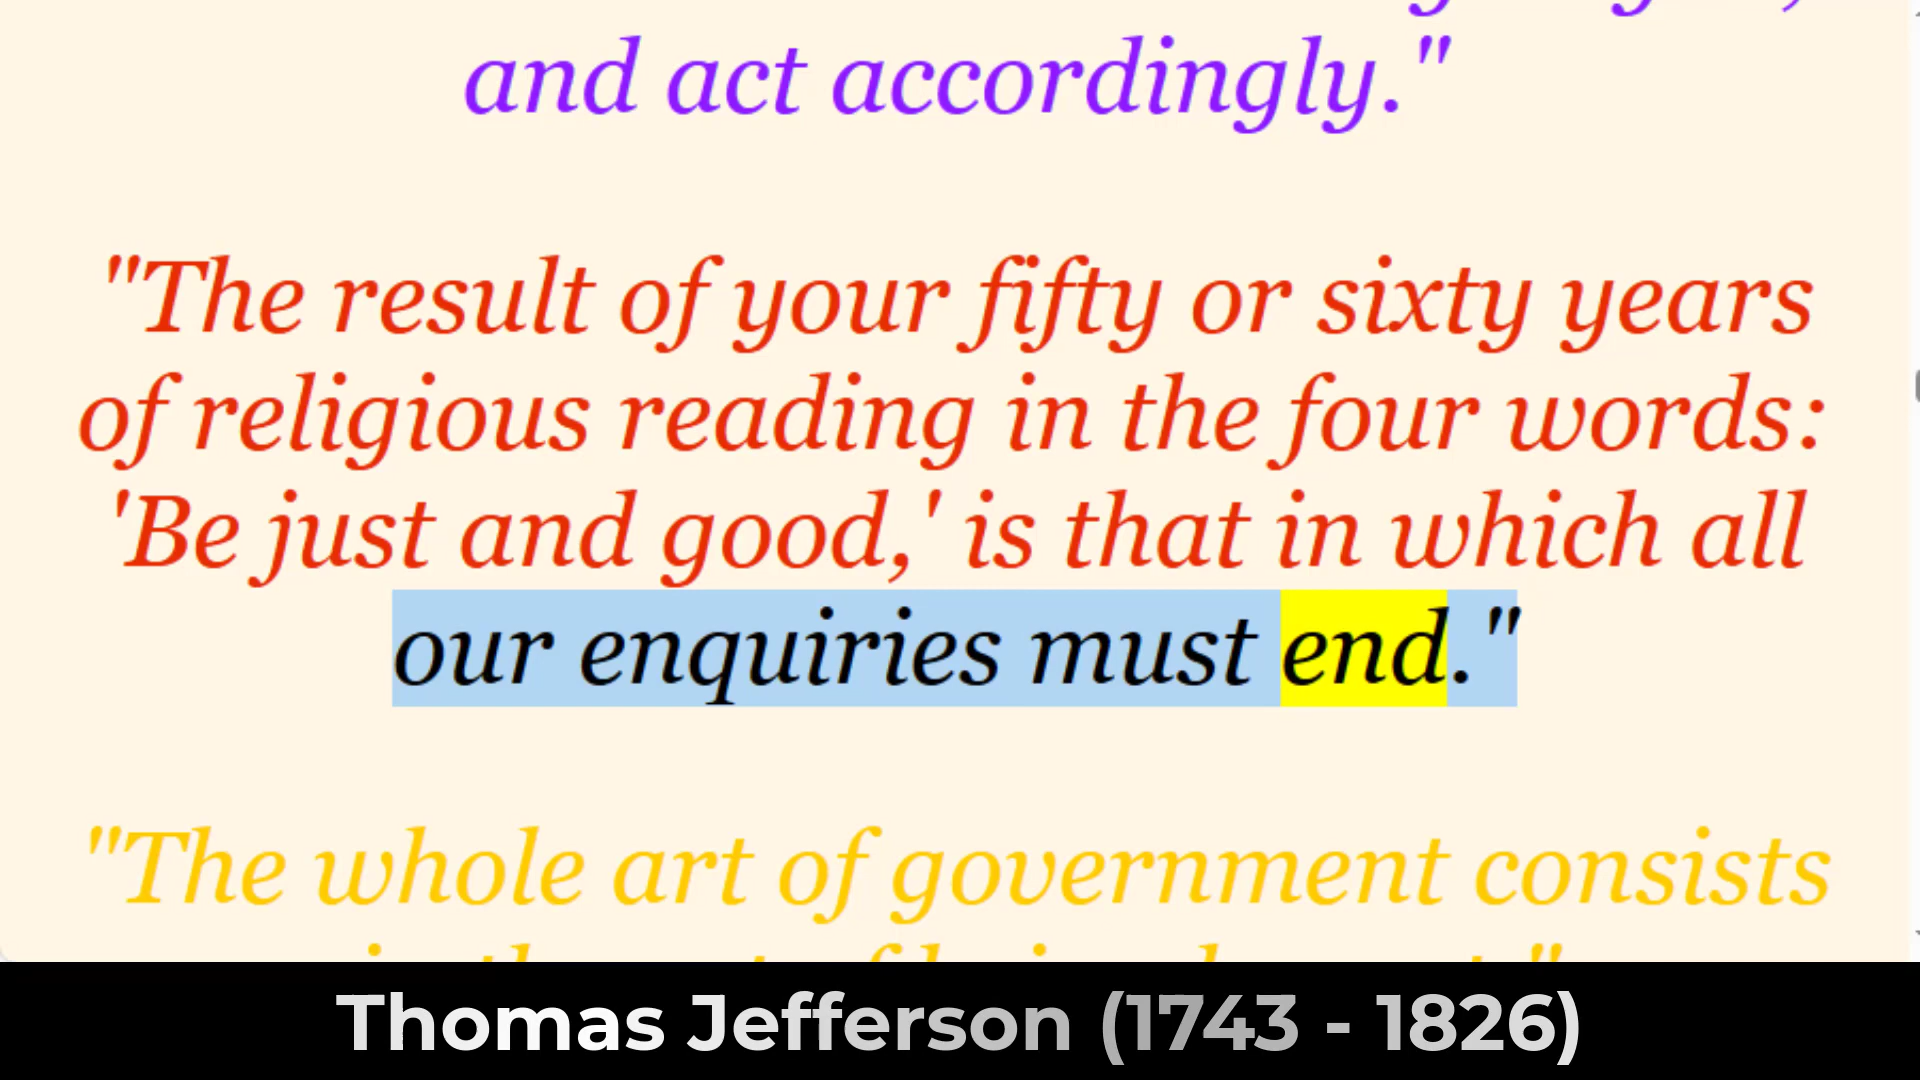 and act accordingly."
"The result of your fifty or sixty years
of religious reading in the four words:
'Be just and good,' is that in which all
our enquiries must end."
"The whole art of government consists
Thomas Jefferson (1743 - 1826)